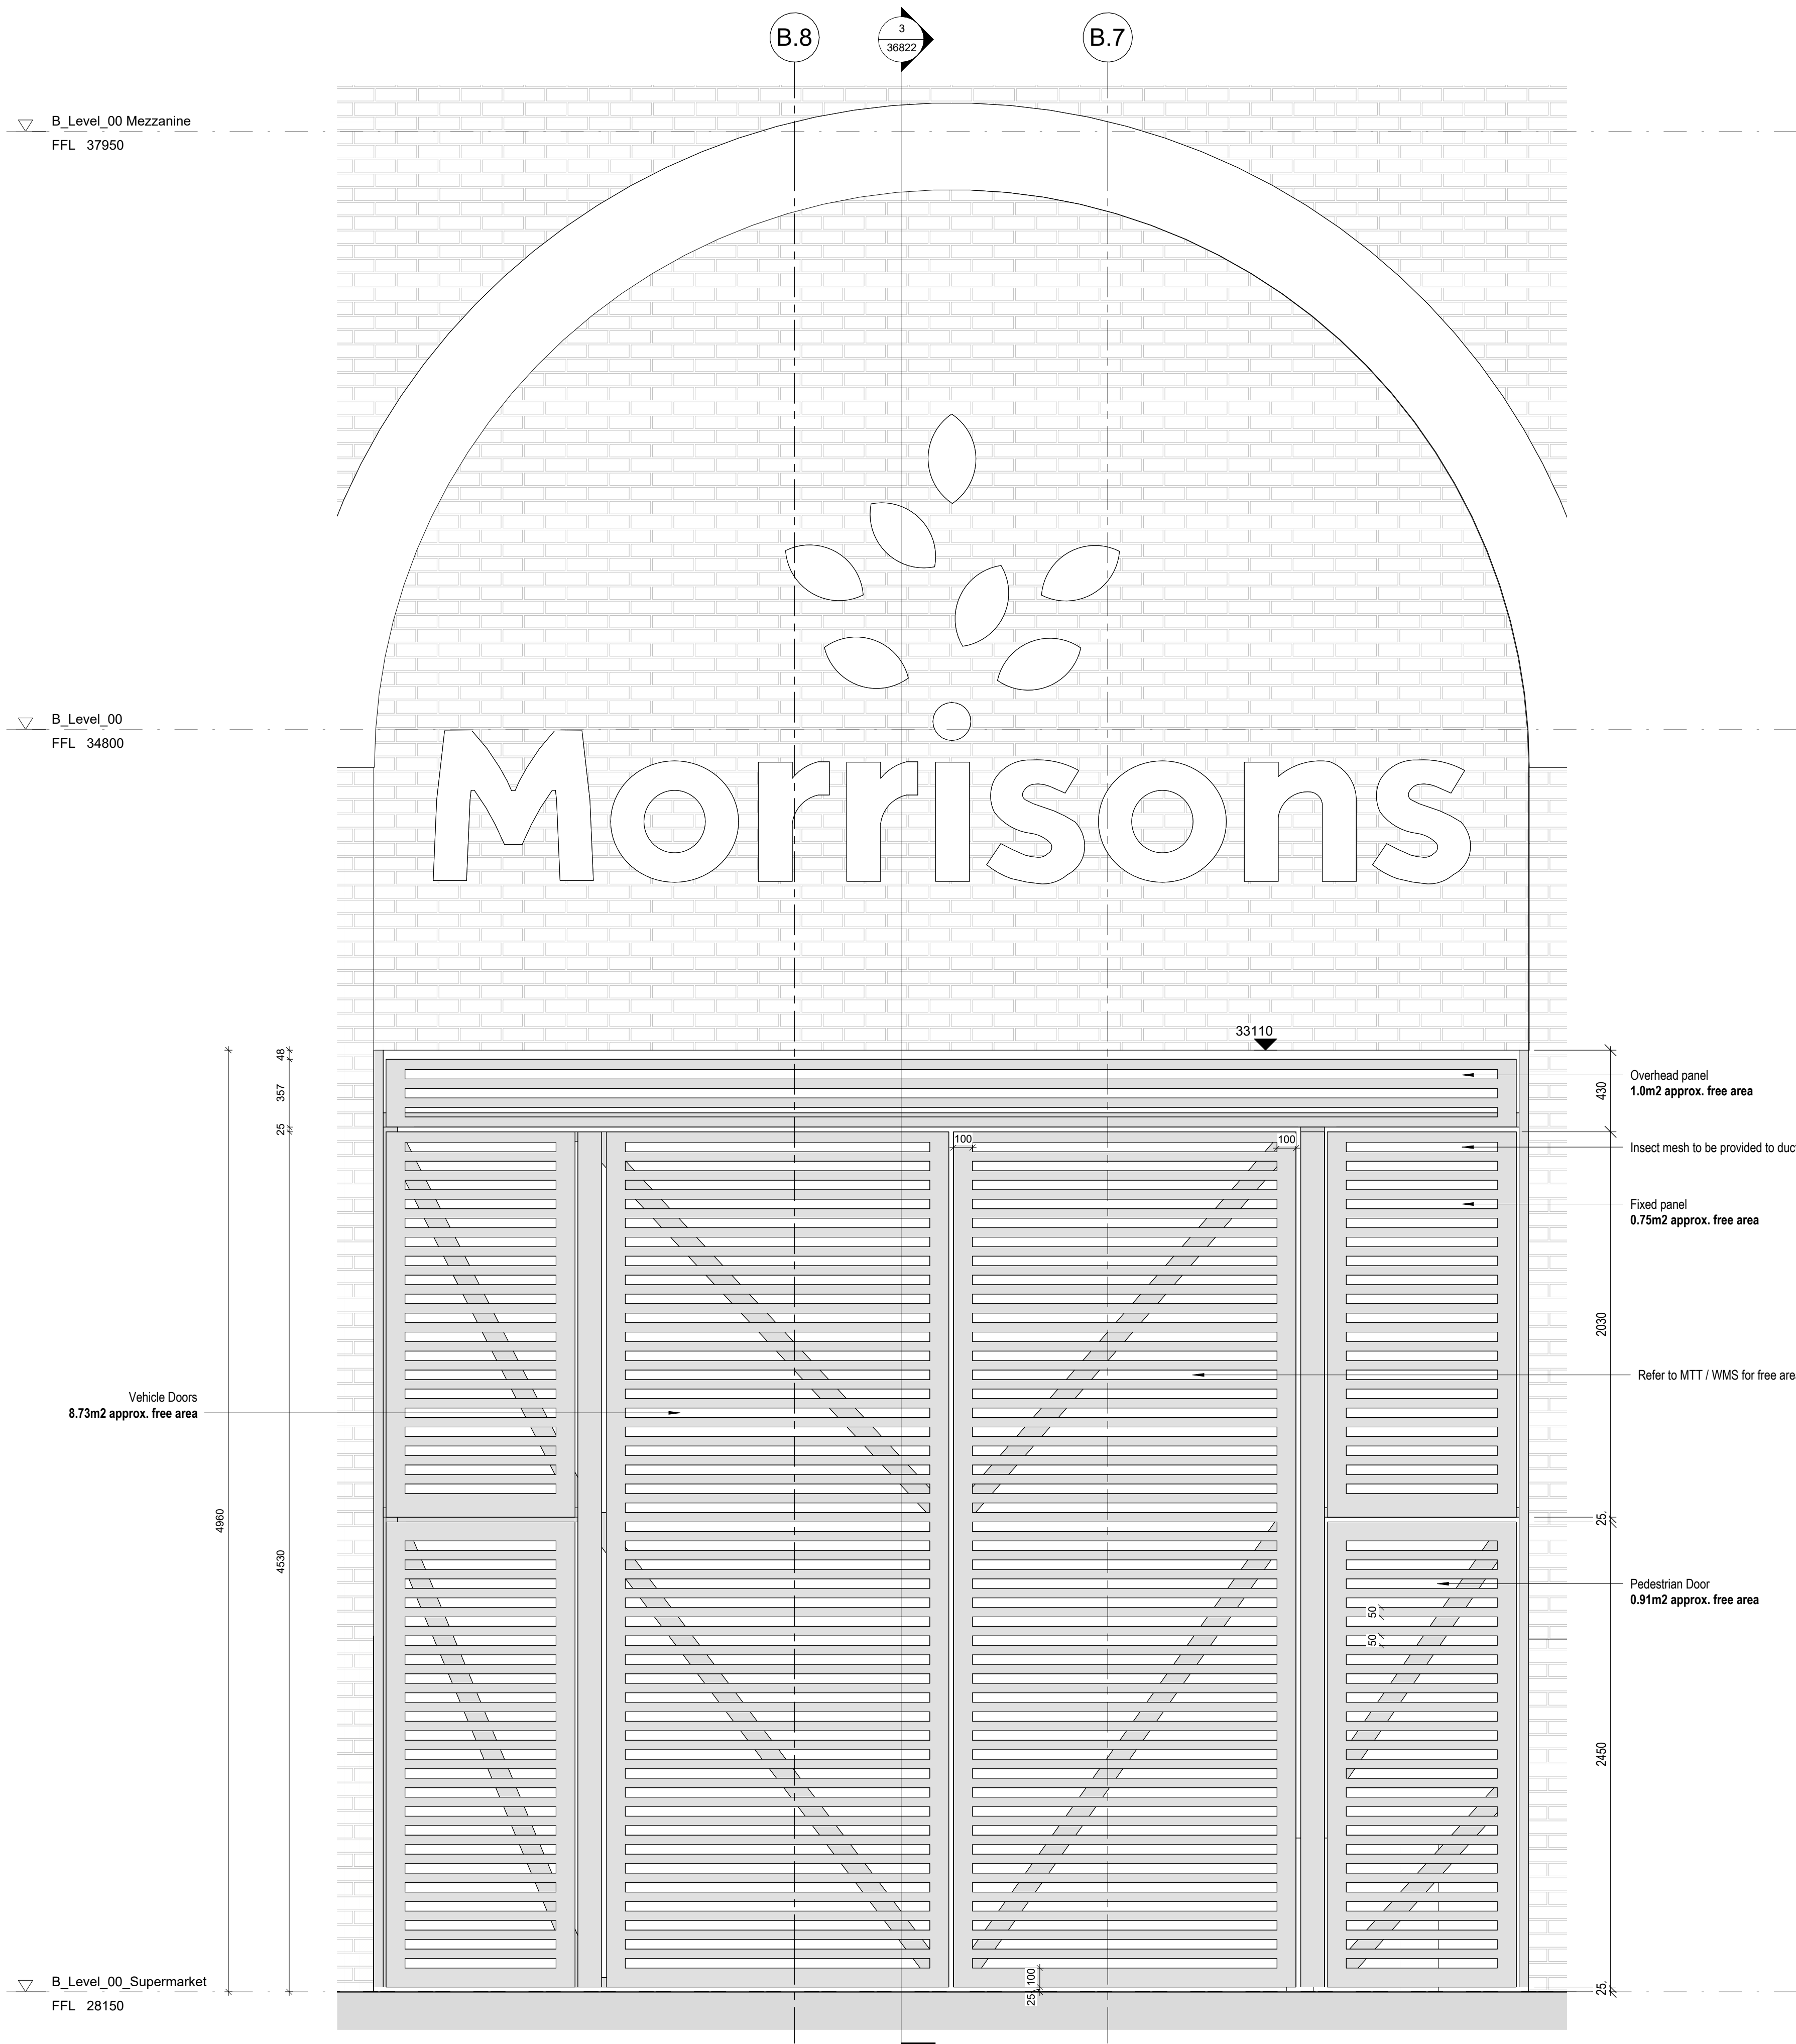 B.8
3
36822
B.7
B_Level_00 Mezzanine
FFL 37950
B_Level_00
FFL 34800
Morrisons
33110
48
357
25
430
Overhead panel
1.0m2 approx. free area
100
100
Insect mesh to be provided to duc
Fixed panel
0.75m2 approx. free area
2030
Refer to MTT / WMS for free are
Vehicle Doors
8.73m2 approx. free area
4960
4530
25
Pedestrian Door
0.91m2 approx. free area
50
50
2450
B_Level_00_Supermarket
FFL 28150
100
25
25